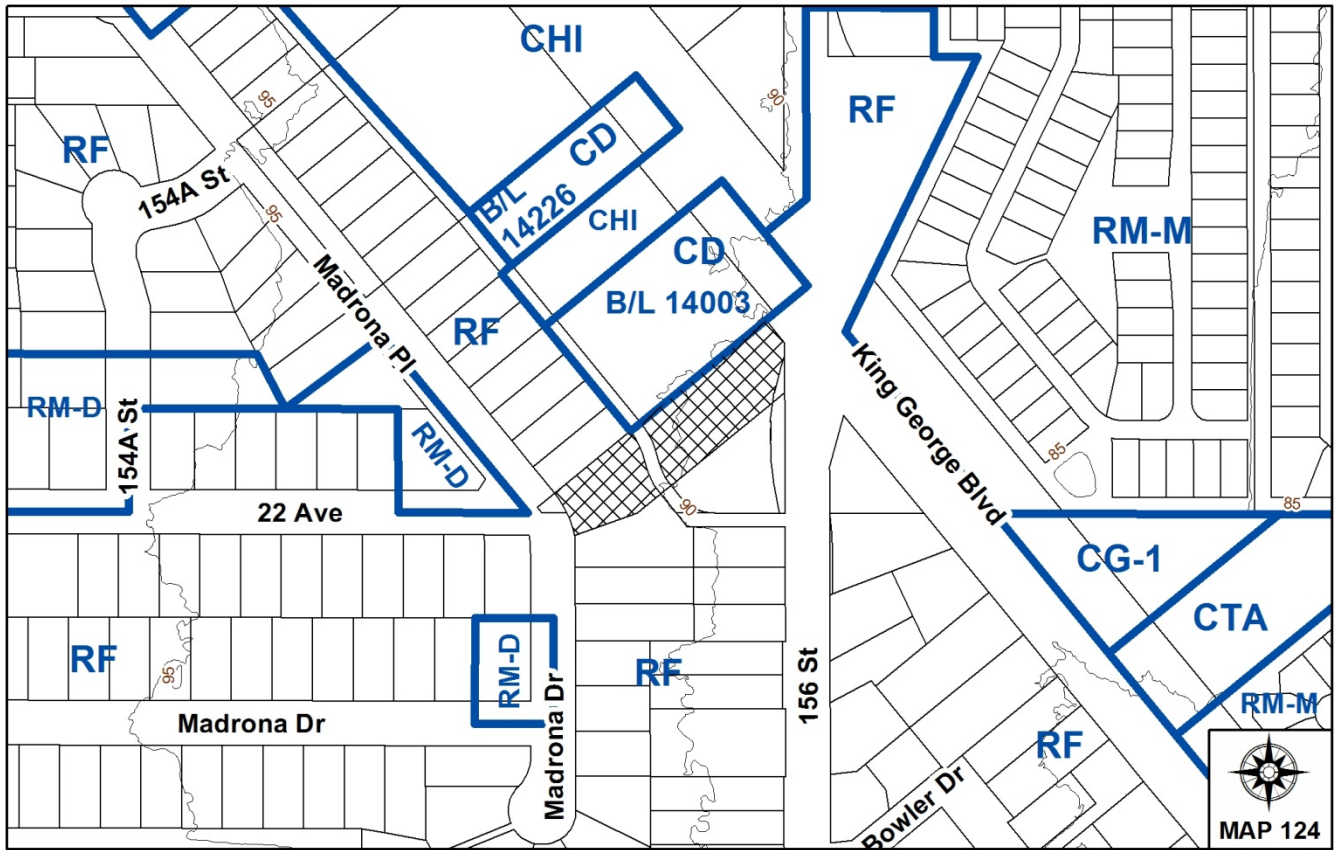 CHI
95
90
RF
CD
RF
B/L
14226
154A St
CHI
RM-M
95
CD
B/L 14003
Madrona Pl
RF
King George Blvd
RM-D
154A St
RM-D
85
90
85
22 Ave
CG-1
CTA
RF
95
RM-D
Madrona Dr
RF
156 St
RM-M
Madrona Dr
RF
Bowler Dr
MAP 124